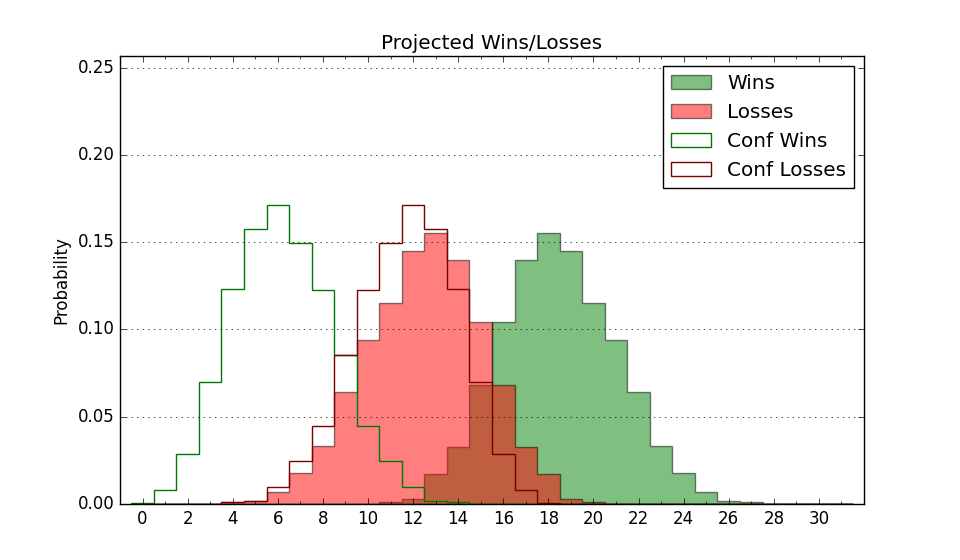 Projected Wins/Losses
0.25
0.20
0.15
0.10
0.05
0.00
Probability
Wins
Losses
Conf Wins
Conf Losses
0 2 4 6 8 10 12 14 16 18 20 22 24 26 28 30